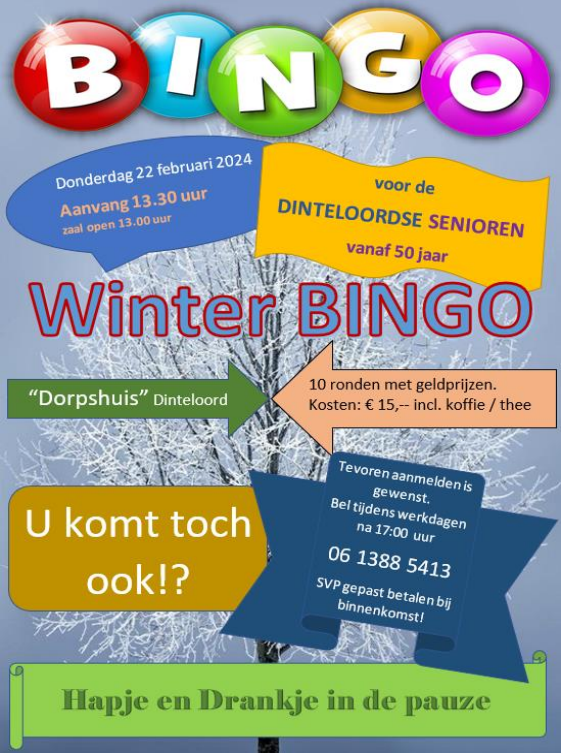 BINGO
Donderdag 22 februari 2024
Aanvang 13.30 uur
zaal open 13.00 uur
voor de
DINTELOORDSE SENIOREN
vanaf 50 jaar
Winter BINGO
“Dorpshuis” Dinteloord
10 ronden met geldprijzen.
Kosten: € 15,-- incl. koffie / thee
U komt toch
ook!?
Tevoren aanmelden is
gewenst.
Bel tijdens werkdagen
na 17:00 uur
06 1388 5413
SVP gepast betalen bij
binnenkomst!
Hapje en Drankje in de pauze